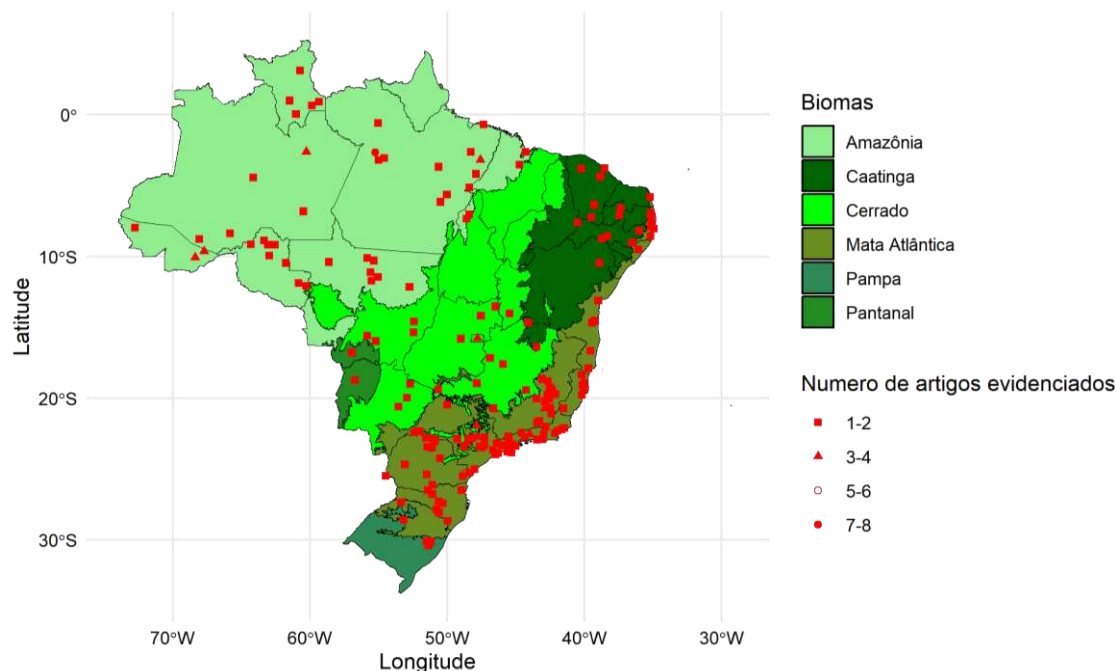 Latitude
0°
10°S
20°S
30°S
70°W
60°W
50°W
40°W
30°W
Longitude
Biomas
Amazônia
Caatinga
Cerrado
Mata Atlântica
Pampa
Pantanal
Numero de artigos evidenciados
1-2
3-4
5-6
7-8